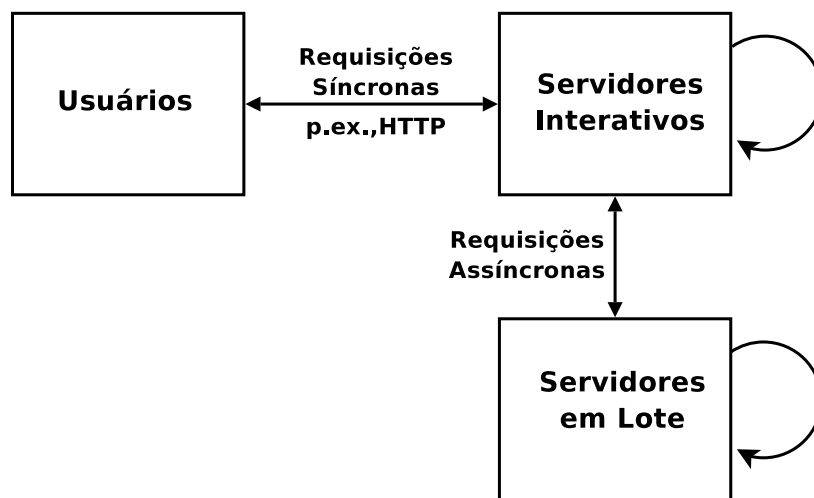 Usuários
Requisições
Síncronas
p.ex.,HTTP
Servidores
Interativos
Requisições
Assíncronas
Servidores
em Lote